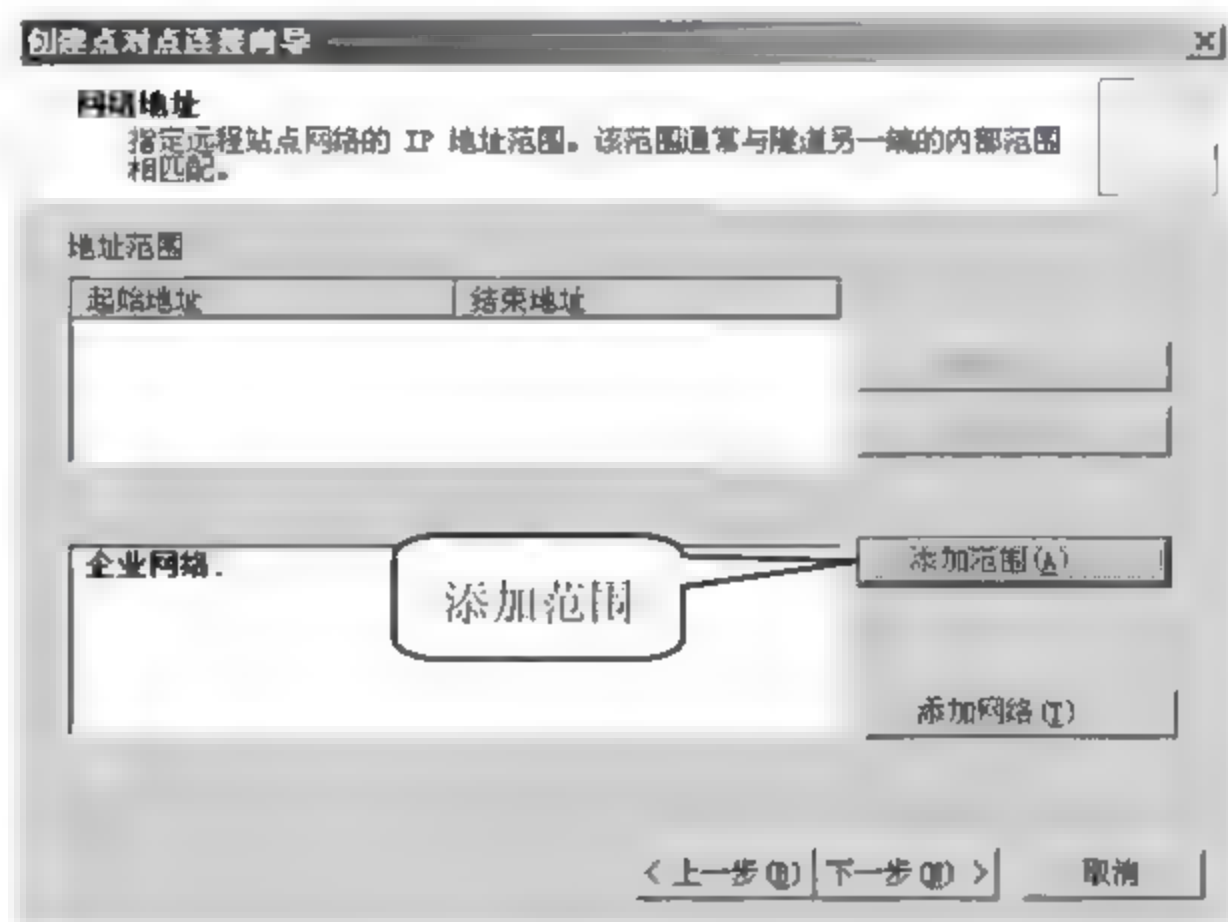 创建点对点连接向导
网络地址
指定远程站点网络的 IP 地址范围。该范围通常与隧道另一端的内部范围
相匹配。
地址范围
起始地址 结束地址
企业网络.
添加范围
添加范围(A)
添加网络(T)
< 上一步(B) 下一步(N) > 取消